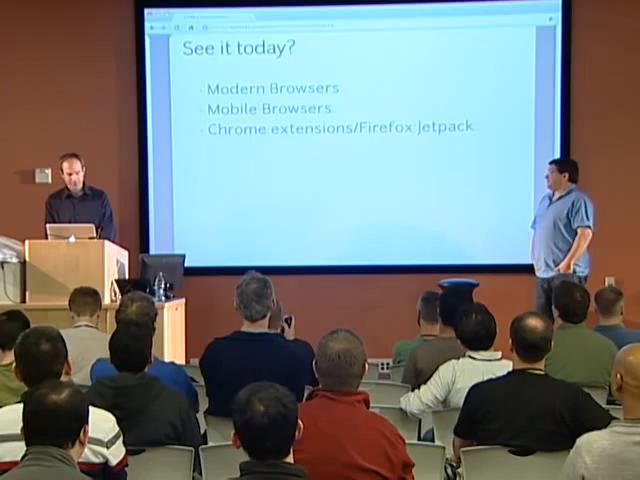 See it today?
Modern Browsers
Mobile Browsers
Chrome extensions/Firefox Jetpack